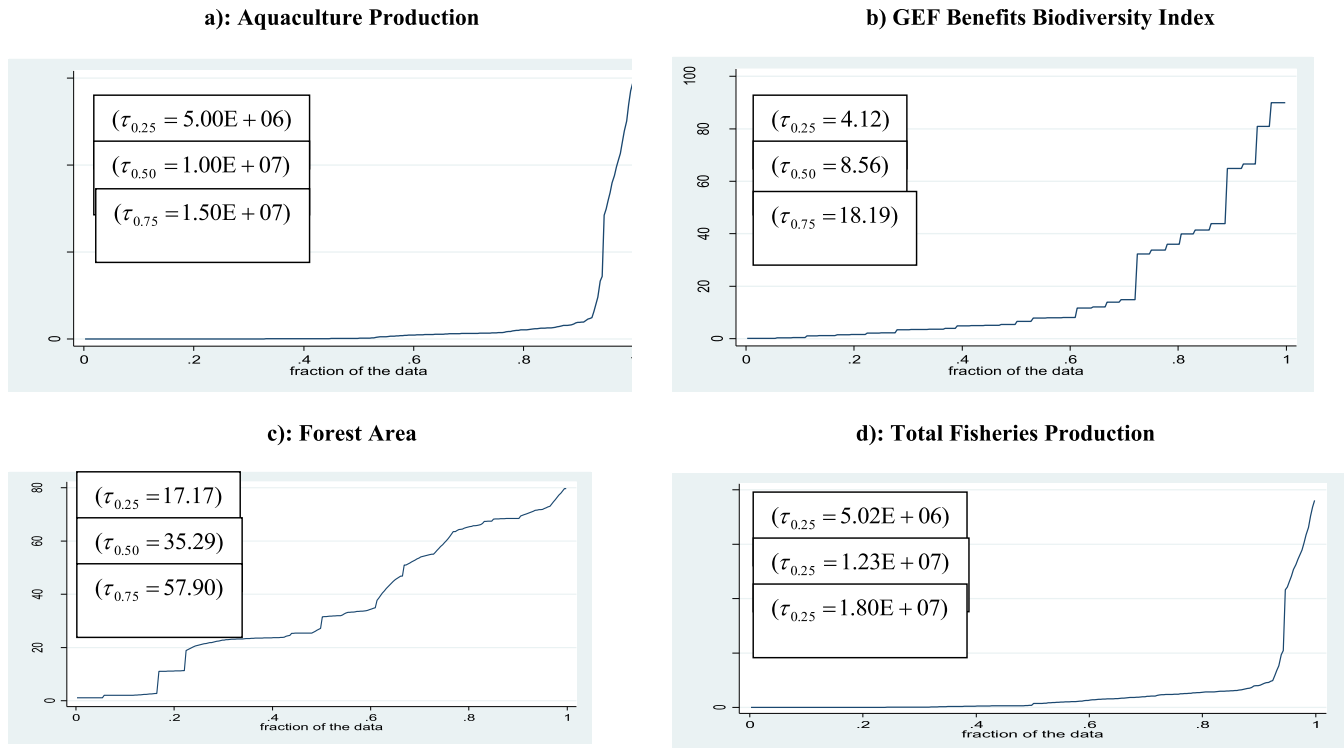 a): Aquaculture Production
(τ0.25 = 5.00E + 06)
(τ0.50 = 1.00E + 07)
(τ0.75 = 1.50E + 07)
0
0 .2 .4 .6 .8
fraction of the data
b) GEF Benefits Biodiversity Index
(τ0.25 = 4.12)
(τ0.50 = 8.56)
(τ0.75 = 18.19)
100
80
60
40
20
0
0 .2 .4 .6 .8 1
fraction of the data
c): Forest Area
(τ0.25 = 17.17)
(τ0.50 = 35.29)
(τ0.75 = 57.90)
80
60
40
20
0
0 .2 .4 .6 .8 1
fraction of the data
d): Total Fisheries Production
(τ0.25 = 5.02E + 06)
(τ0.25 = 1.23E + 07)
(τ0.25 = 1.80E + 07)
0
0 .2 .4 .6 .8 1
fraction of the data